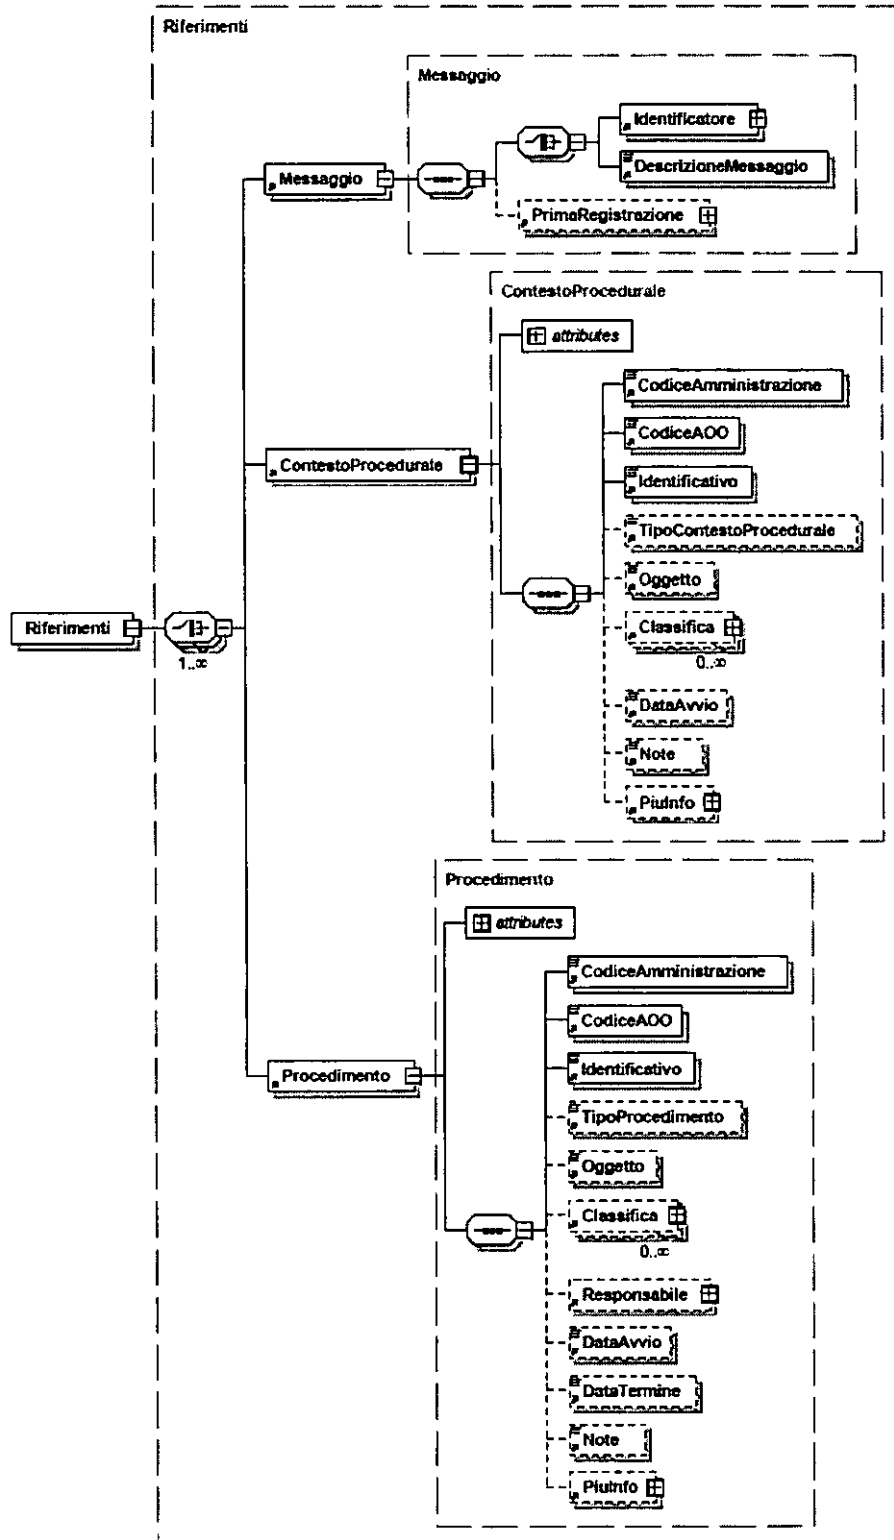 Riferimenti
Messaggio
Identificatore
Messaggio
DescrizioneMessaggio
PrimaRegistrazione
ContestoProcedurale
attributes
CodiceAmministrazione
CodiceAOO
ContestoProcedurale
Identificativo
TipoContestoProcedurale
Oggetto
Riferimenti
1..∞
Classifica
0..∞
DataAvvio
Note
PiuInfo
Procedimento
attributes
CodiceAmministrazione
CodiceAOO
Procedimento
Identificativo
TipoProcedimento
Oggetto
Classifica
0..∞
Responsabile
DataAvvio
DataTermine
Note
PiuInfo